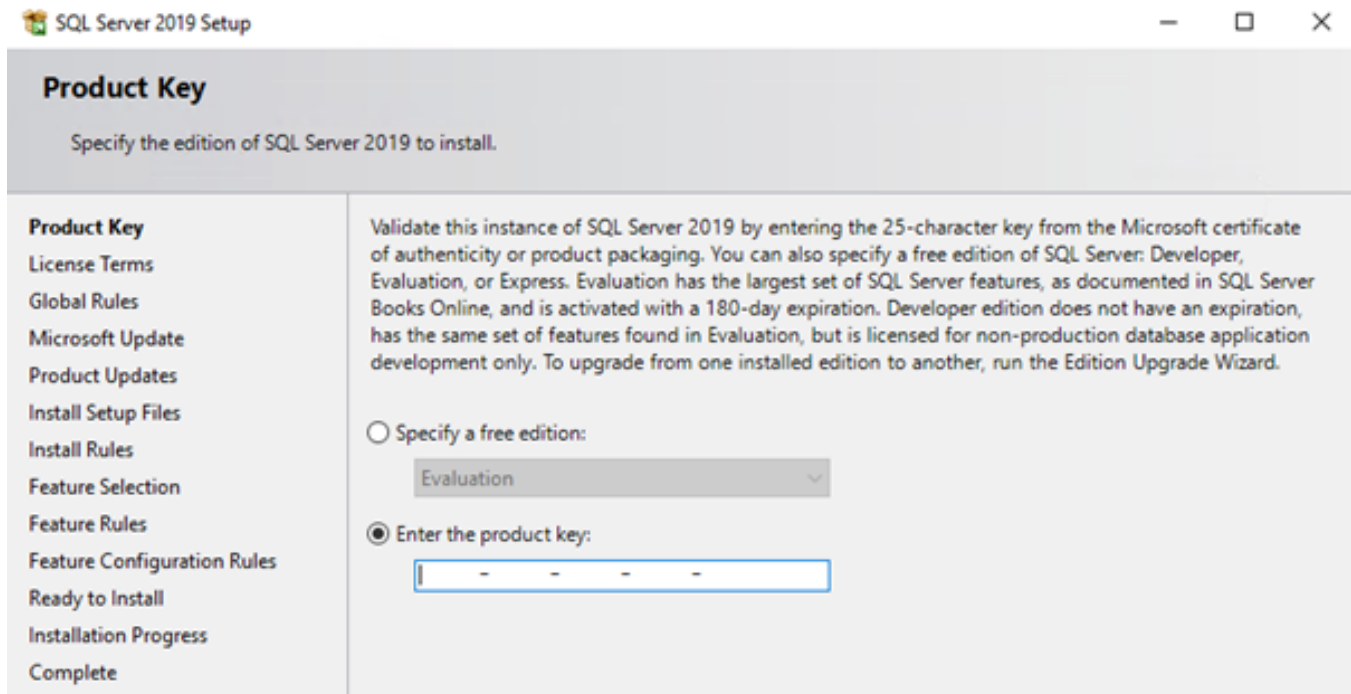 SQL Server 2019 Setup
Product Key
Specify the edition of SQL Server 2019 to install.
Product Key
License Terms
Global Rules
Microsoft Update
Product Updates
Install Setup Files
Install Rules
Feature Selection
Feature Rules
Feature Configuration Rules
Ready to Install
Installation Progress
Complete
Validate this instance of SQL Server 2019 by entering the 25-character key from the Microsoft certificate
of authenticity or product packaging. You can also specify a free edition of SQL Server: Developer,
Evaluation, or Express. Evaluation has the largest set of SQL Server features, as documented in SQL Server
Books Online, and is activated with a 180-day expiration. Developer edition does not have an expiration,
has the same set of features found in Evaluation, but is licensed for non-production database application
development only. To upgrade from one installed edition to another, run the Edition Upgrade Wizard.
Specify a free edition:
Evaluation
Enter the product key:
- - - -